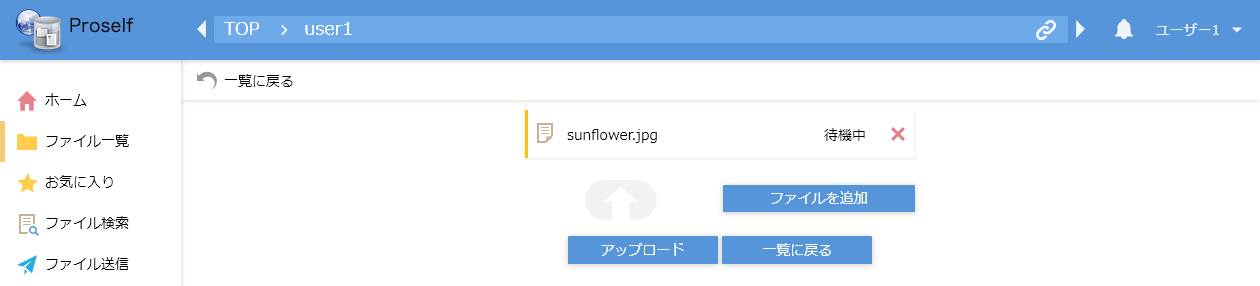 Proself
TOP > user1
ユーザー1
一覧に戻る
ホーム
ファイル一覧
お気に入り
ファイル検索
ファイル送信
sunflower.jpg 待機中
ファイルを追加
アップロード 一覧に戻る